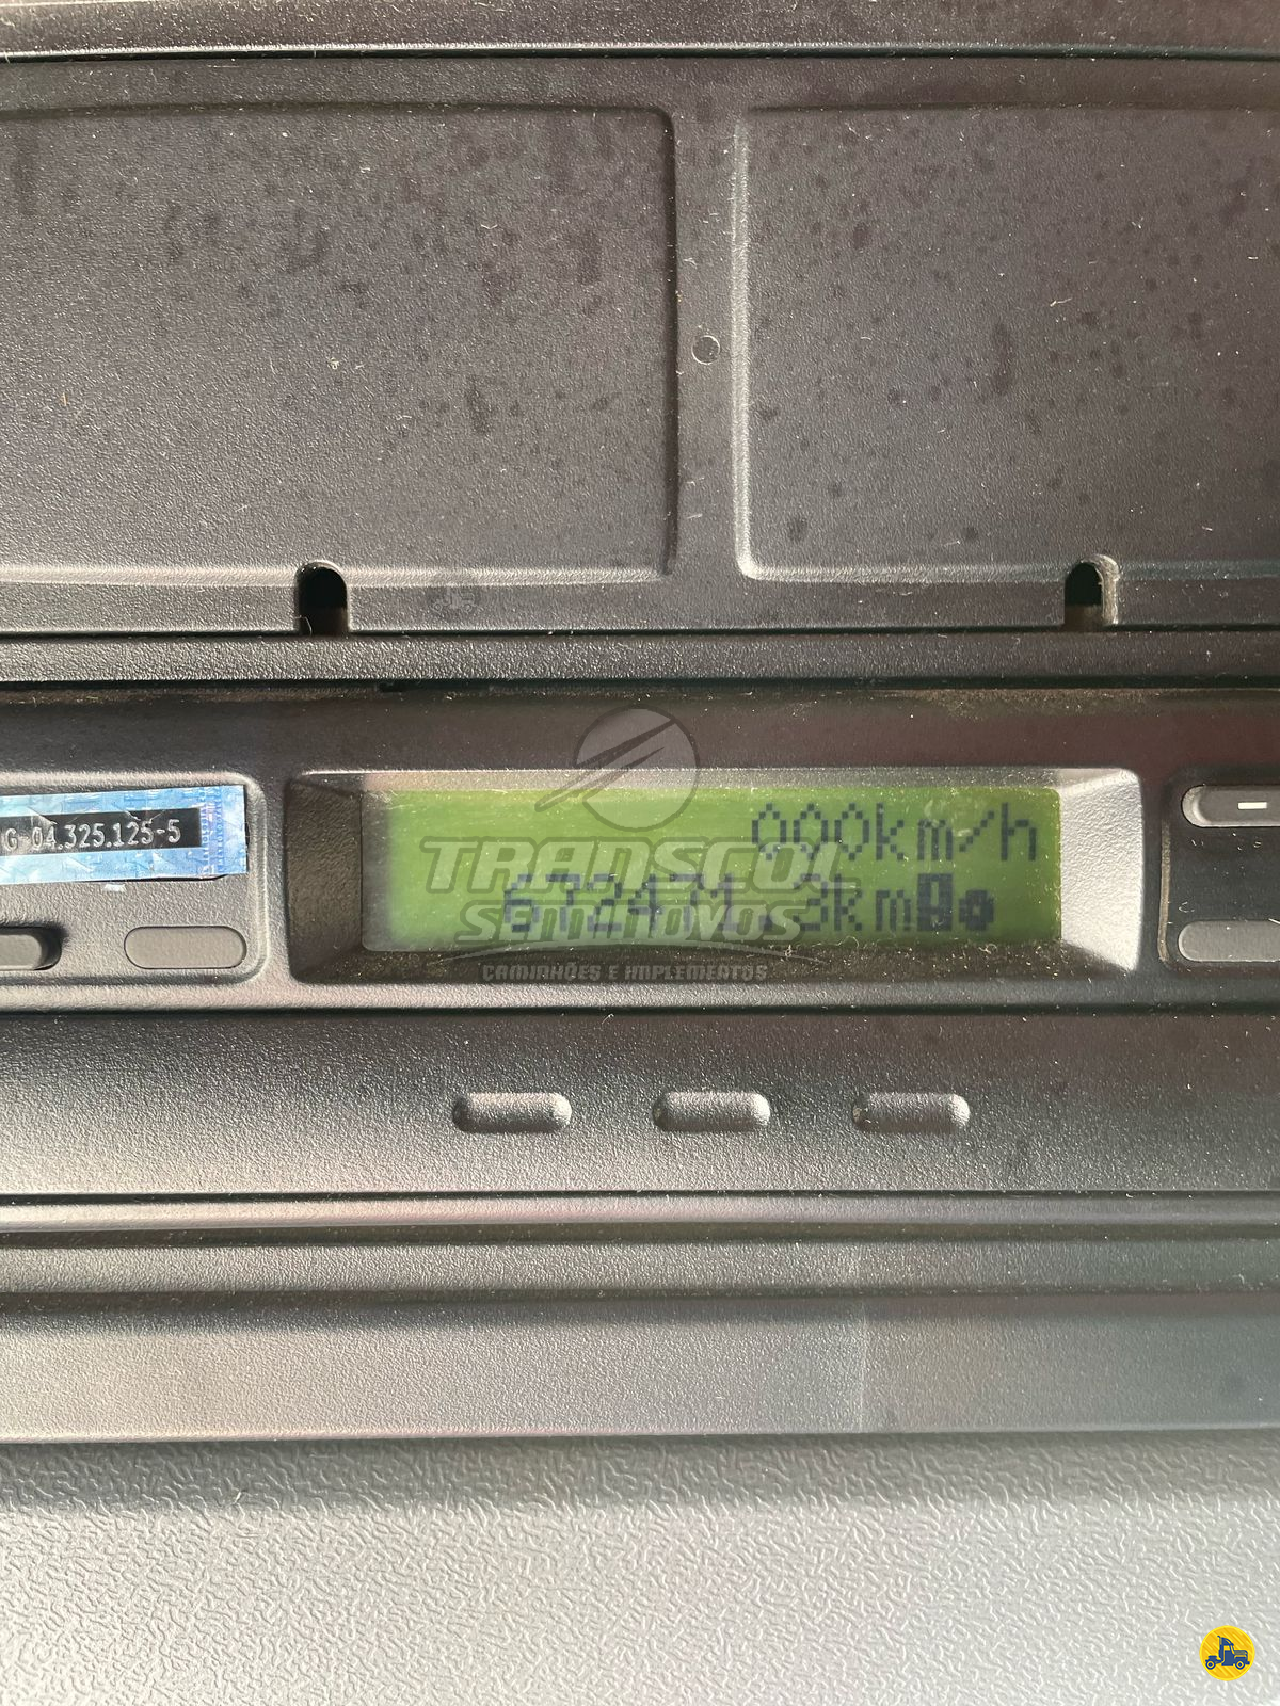 000km/h
G-04.325.125-5
672471.3km
TRANSCOL
SEMINOVOS
CAMINHÕES E IMPLEMENTOS